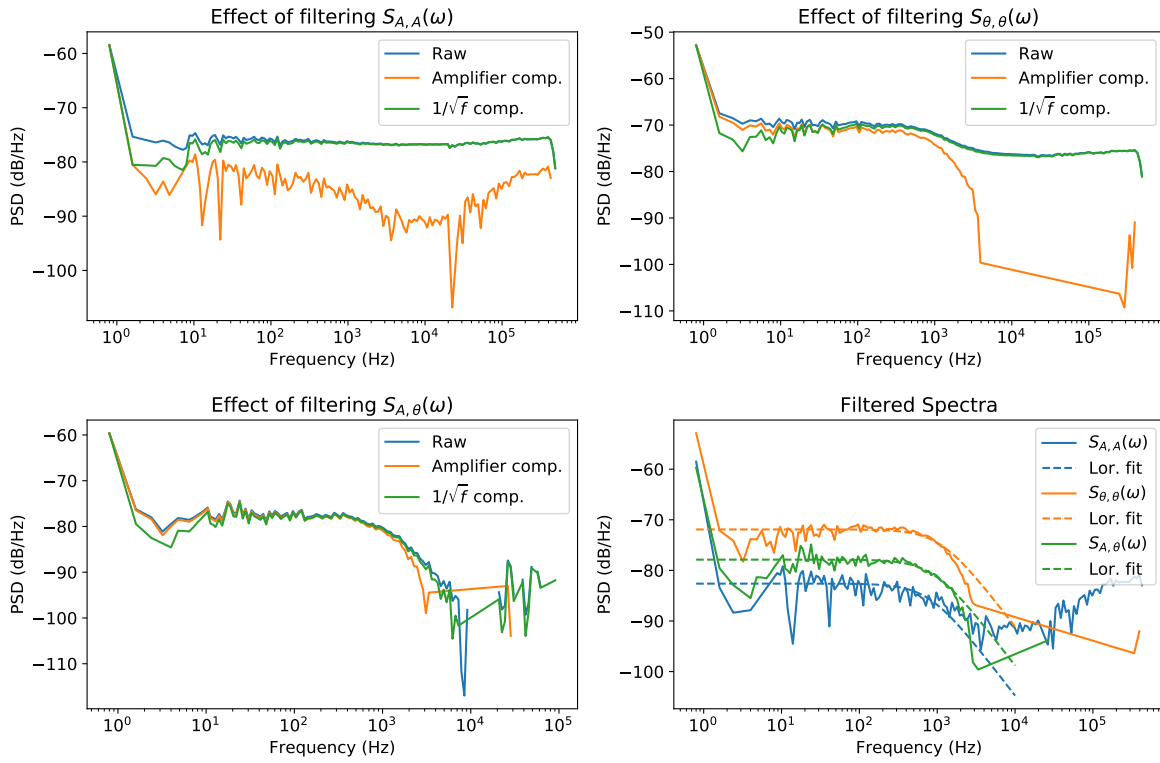 Effect of filtering S_{A,A}(ω)
PSD (dB/Hz)
−60
−70
−80
−90
−100
Raw
Amplifier comp.
1/√f comp.
10^0 10^1 10^2 10^3 10^4 10^5
Frequency (Hz)
Effect of filtering S_{θ,θ}(ω)
PSD (dB/Hz)
−50
−60
−70
−80
−90
−100
−110
Raw
Amplifier comp.
1/√f comp.
10^0 10^1 10^2 10^3 10^4 10^5
Frequency (Hz)
Effect of filtering S_{A,θ}(ω)
PSD (dB/Hz)
−60
−70
−80
−90
−100
−110
Raw
Amplifier comp.
1/√f comp.
10^0 10^1 10^2 10^3 10^4 10^5
Frequency (Hz)
Filtered Spectra
PSD (dB/Hz)
−60
−70
−80
−90
−100
S_{A,A}(ω)
Lor. fit
S_{θ,θ}(ω)
Lor. fit
S_{A,θ}(ω)
Lor. fit
10^0 10^1 10^2 10^3 10^4 10^5
Frequency (Hz)